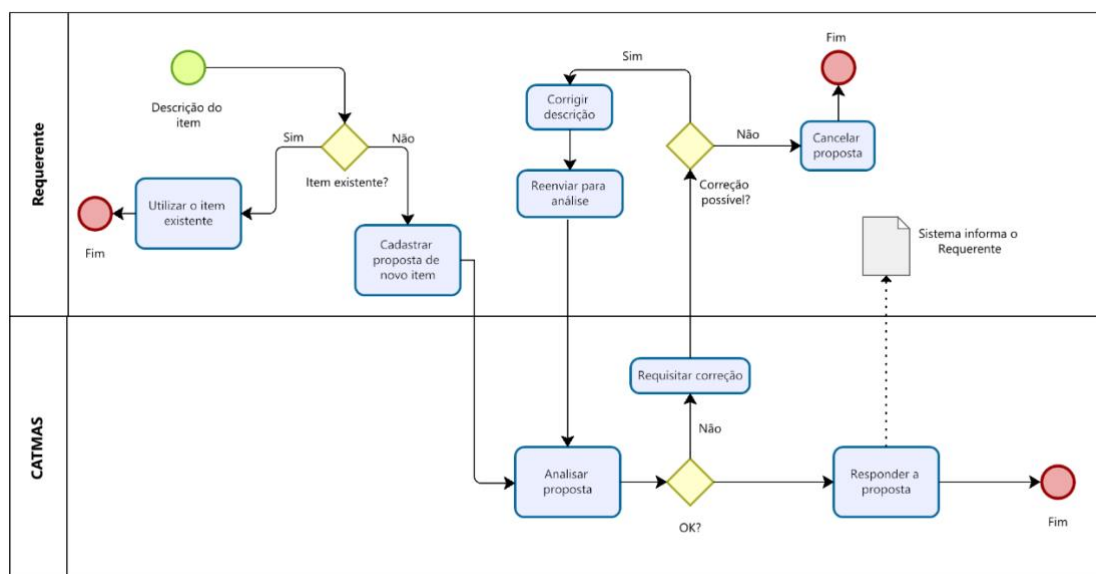 Requerente
Descrição do
item
Sim
Não
Item existente?
Utilizar o item
existente
Fim
Cadastrar
proposta de
novo item
Sim
Corrigir
descrição
Reenviar para
análise
Correção
possível?
Não
Cancelar
proposta
Fim
Sistema informa o
Requerente
CATMAS
Requisitar correção
Não
Analisar
proposta
OK?
Responder a
proposta
Fim